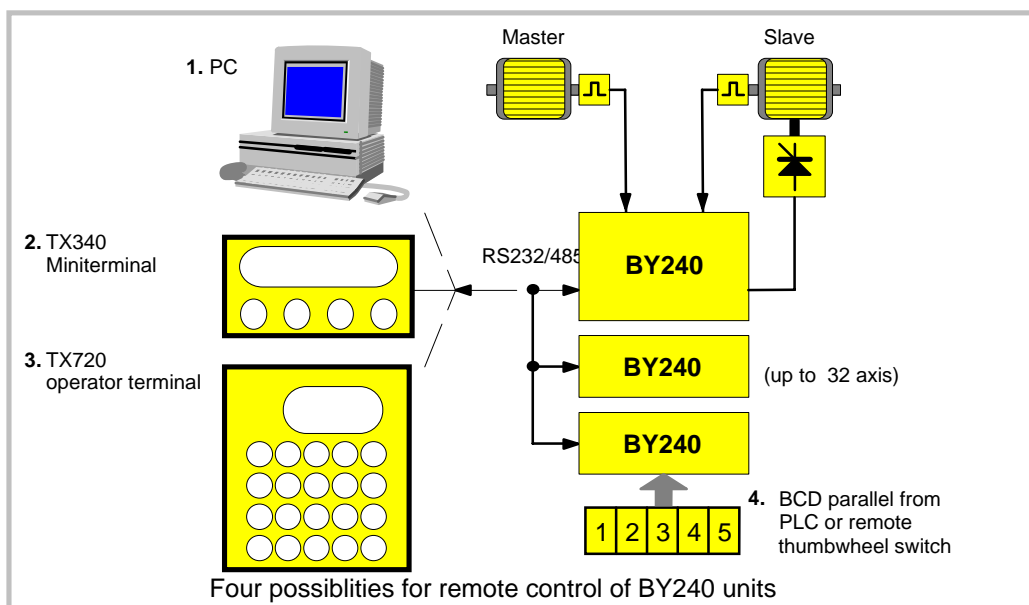 Master
Slave
1. PC
2. TX340
Miniterminal
RS232/485
BY240
3. TX720
operator terminal
BY240
(up to 32 axis)
BY240
4. BCD parallel from
PLC or remote
thumbwheel switch
1 2 3 4 5
Four possiblities for remote control of BY240 units